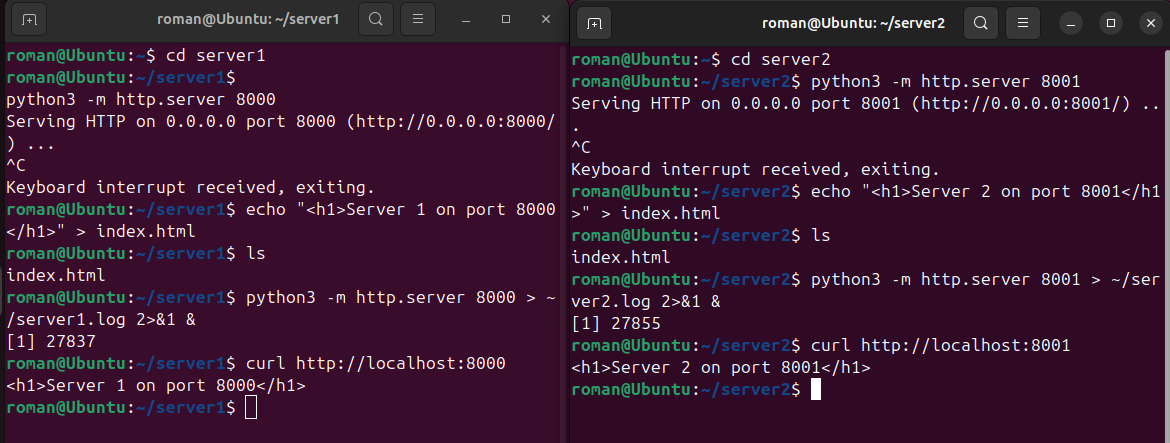 roman@Ubuntu: ~/server1
roman@Ubuntu:~$ cd server1
roman@Ubuntu:~/server1$
python3 -m http.server 8000
Serving HTTP on 0.0.0.0 port 8000 (http://0.0.0.0:8000/
) ...
^C
Keyboard interrupt received, exiting.
roman@Ubuntu:~/server1$ echo "<h1>Server 1 on port 8000
</h1>" > index.html
roman@Ubuntu:~/server1$ ls
index.html
roman@Ubuntu:~/server1$ python3 -m http.server 8000 > ~
/server1.log 2>&1 &
[1] 27837
roman@Ubuntu:~/server1$ curl http://localhost:8000
<h1>Server 1 on port 8000</h1>
roman@Ubuntu:~/server1$
roman@Ubuntu: ~/server2
roman@Ubuntu:~$ cd server2
roman@Ubuntu:~/server2$ python3 -m http.server 8001
Serving HTTP on 0.0.0.0 port 8001 (http://0.0.0.0:8001/) ..
.
^C
Keyboard interrupt received, exiting.
roman@Ubuntu:~/server2$ echo "<h1>Server 2 on port 8001</h1
>" > index.html
roman@Ubuntu:~/server2$ ls
index.html
roman@Ubuntu:~/server2$ python3 -m http.server 8001 > ~/ser
ver2.log 2>&1 &
[1] 27855
roman@Ubuntu:~/server2$ curl http://localhost:8001
<h1>Server 2 on port 8001</h1>
roman@Ubuntu:~/server2$